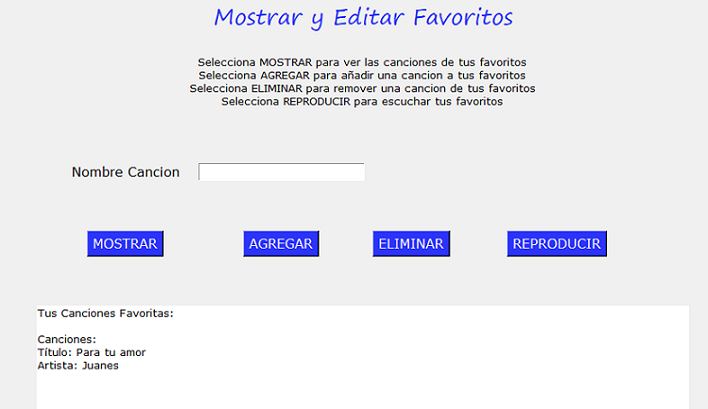 Mostrar y Editar Favoritos
Selecciona MOSTRAR para ver las canciones de tus favoritos
Selecciona AGREGAR para añadir una cancion a tus favoritos
Selecciona ELIMINAR para remover una cancion de tus favoritos
Selecciona REPRODUCIR para escuchar tus favoritos
Nombre Cancion
MOSTRAR AGREGAR ELIMINAR REPRODUCIR
Tus Canciones Favoritas:
Canciones:
Título: Para tu amor
Artista: Juanes